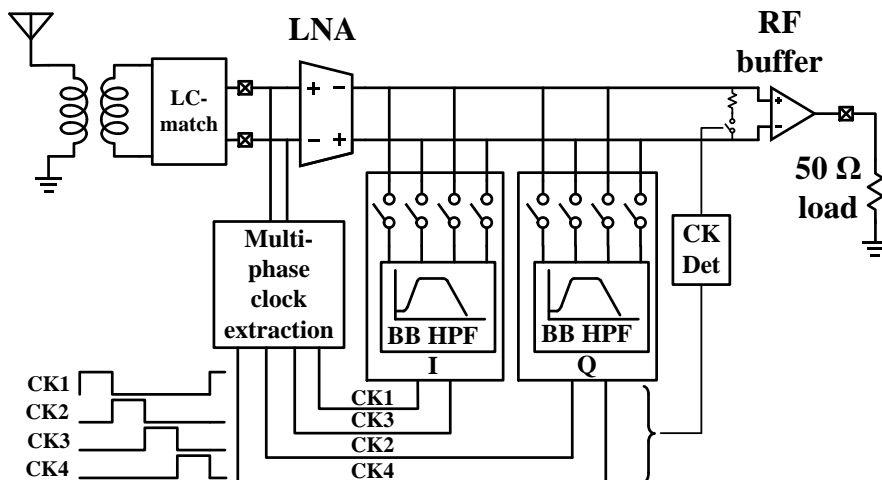 LNA
RF
buffer
LC-
match
+ −
− +
+
−
50 Ω
load
Multi-
phase
clock
extraction
CK
Det
BB HPF
BB HPF
I
Q
CK1
CK2
CK3
CK4
CK1
CK3
CK2
CK4